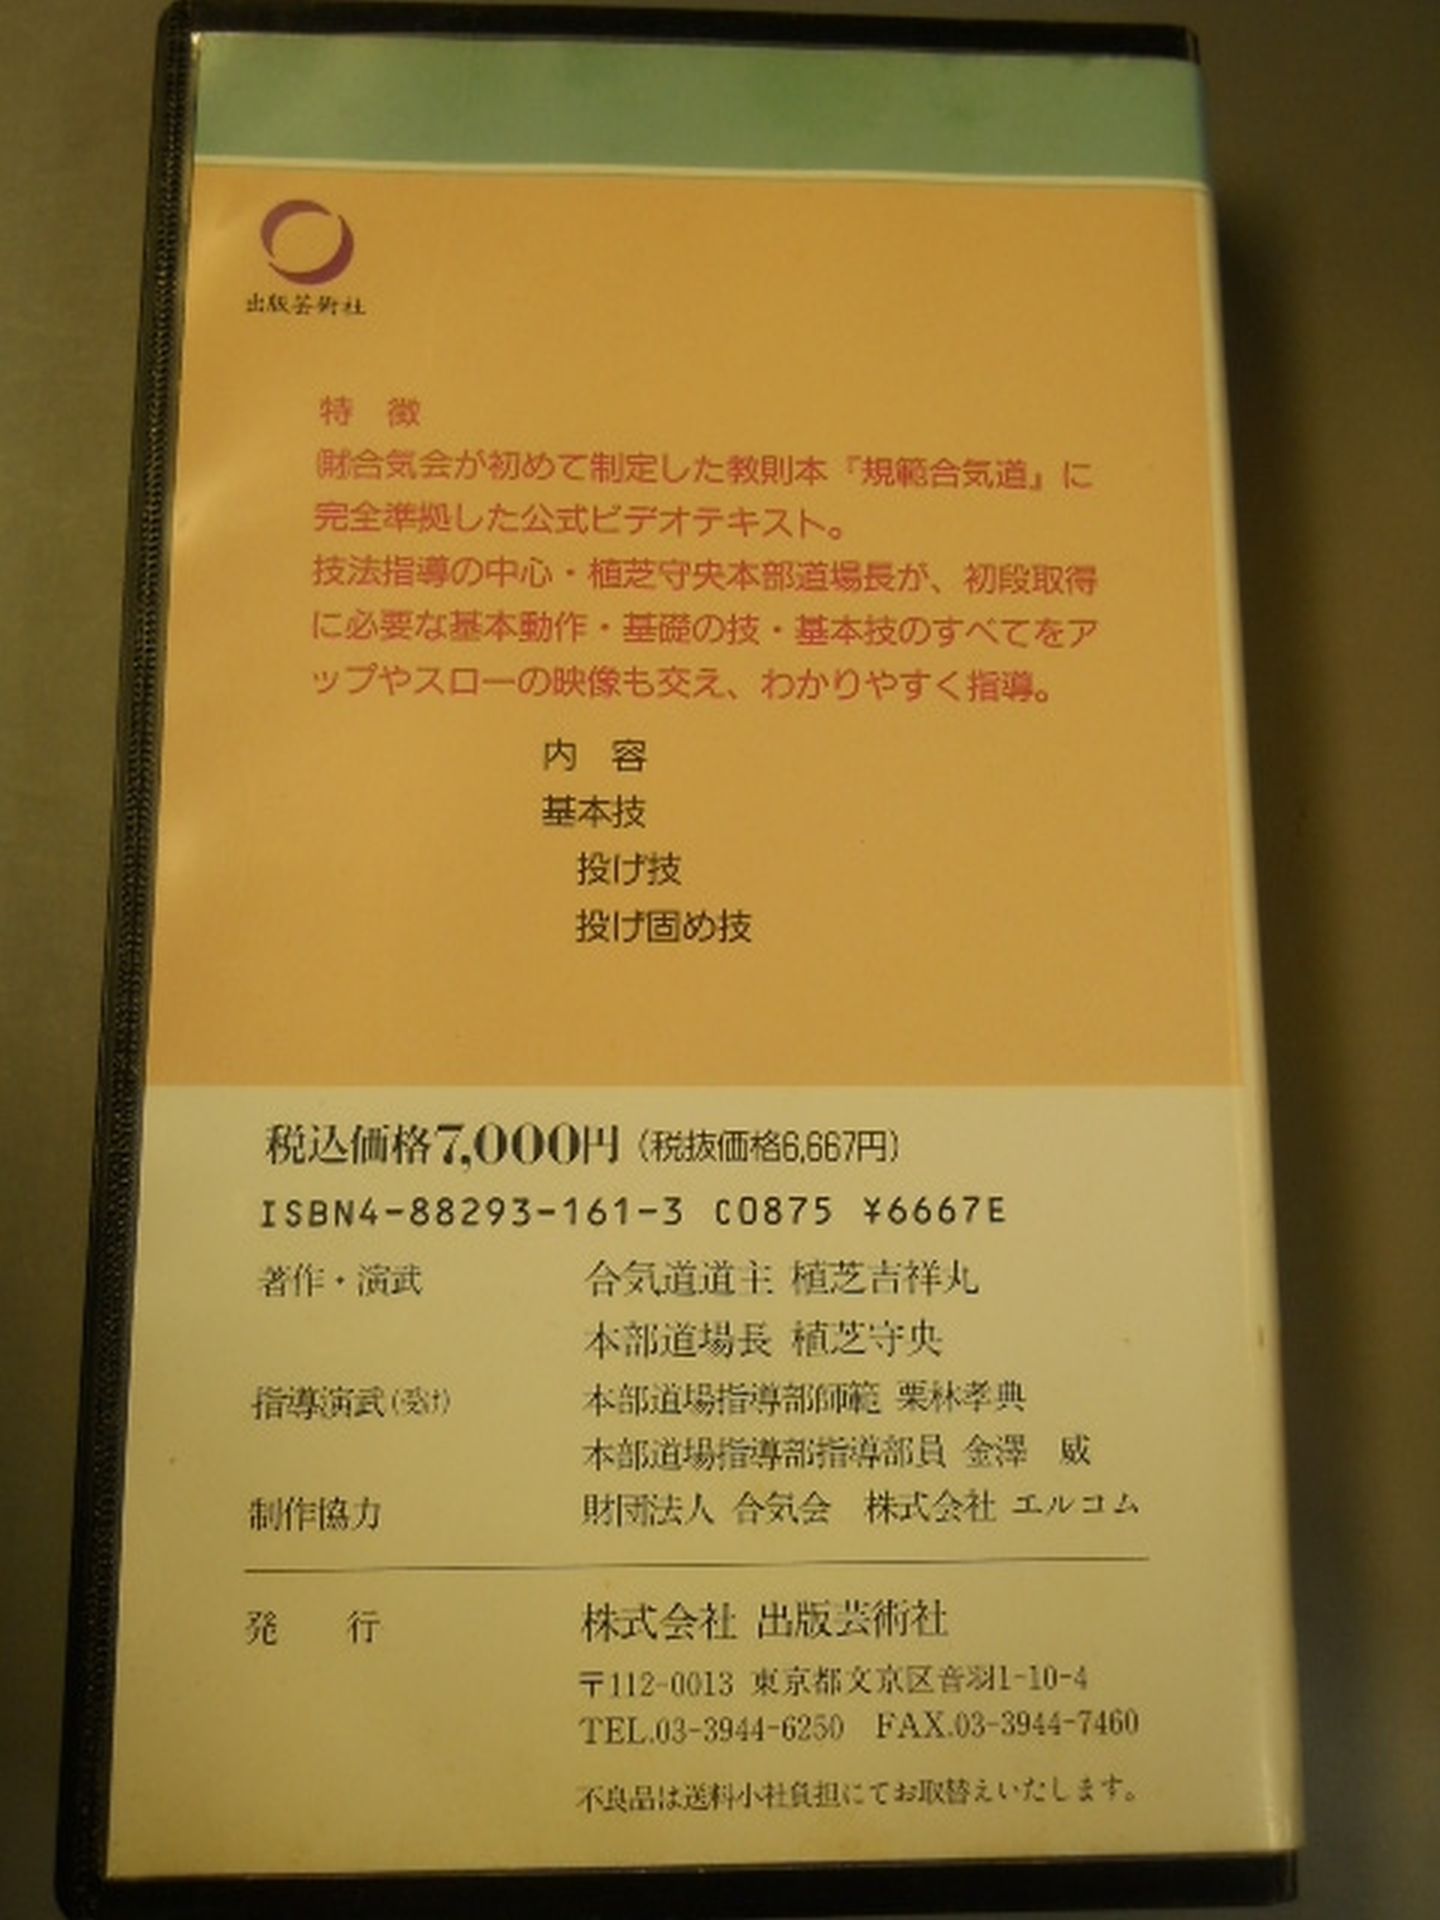 出版芸術社
特 徴
㈶合気会が初めて制定した教則本『規範合気道』に
完全準拠した公式ビデオテキスト。
技法指導の中心・植芝守央本部道場長が、初段取得
に必要な基本動作・基礎の技・基本技のすべてをア
ップやスローの映像も交え、わかりやすく指導。
内 容
基本技
投げ技
投げ固め技
税込価格7,000円（税抜価格6,667円）
ISBN4-88293-161-3 C0875 ¥6667E
著作・演武 合気道道主 植芝吉祥丸
本部道場長 植芝守央
指導演武(受け) 本部道場指導部師範 栗林孝典
本部道場指導部指導部員 金澤 威
制作協力 財団法人 合気会 株式会社 エルコム
発 行 株式会社 出版芸術社
〒112-0013 東京都文京区音羽1-10-4
TEL.03-3944-6250 FAX.03-3944-7460
不良品は送料小社負担にてお取替えいたします。